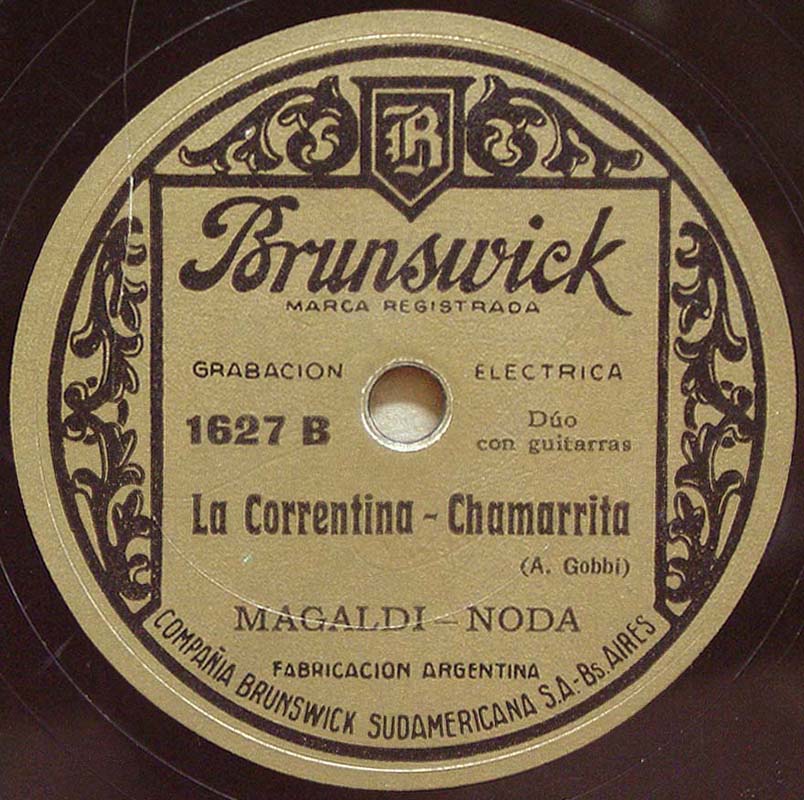 B
Brunswick
MARCA REGISTRADA
GRABACION ELECTRICA
1627 B
Dúo
con guitarras
La Correntina - Chamarrita
(A. Gobbi)
MAGALDI - NODA
FABRICACION ARGENTINA
COMPAÑIA BRUNSWICK SUDAMERICANA S.A.-Bs. AIRES